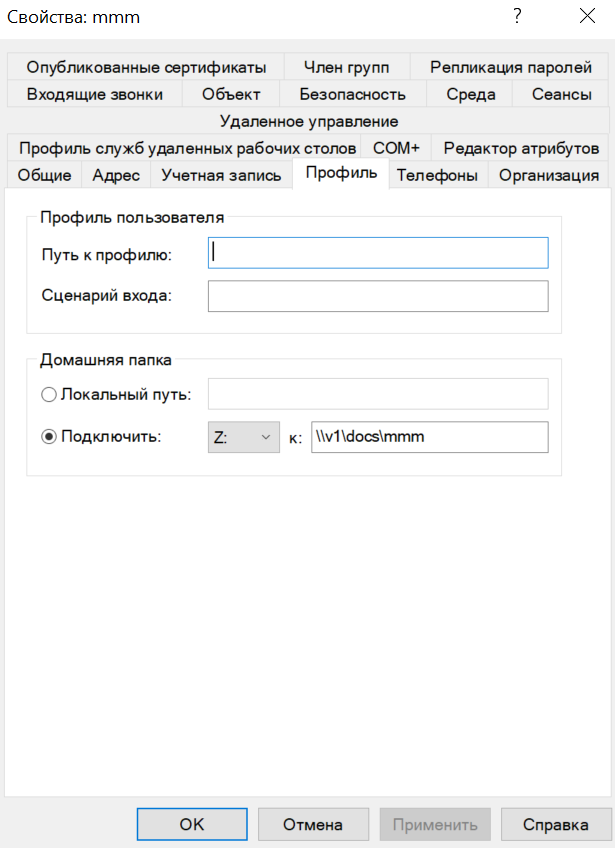 Свойства: mmm ?
Опубликованные сертификаты Член групп Репликация паролей
Входящие звонки Объект Безопасность Среда Сеансы
Удаленное управление
Профиль служб удаленных рабочих столов COM+ Редактор атрибутов
Общие Адрес Учетная запись Профиль Телефоны Организация
Профиль пользователя
Путь к профилю:
Сценарий входа:
Домашняя папка
Локальный путь:
Подключить: Z: к: \\v1\docs\mmm
OK Отмена Применить Справка